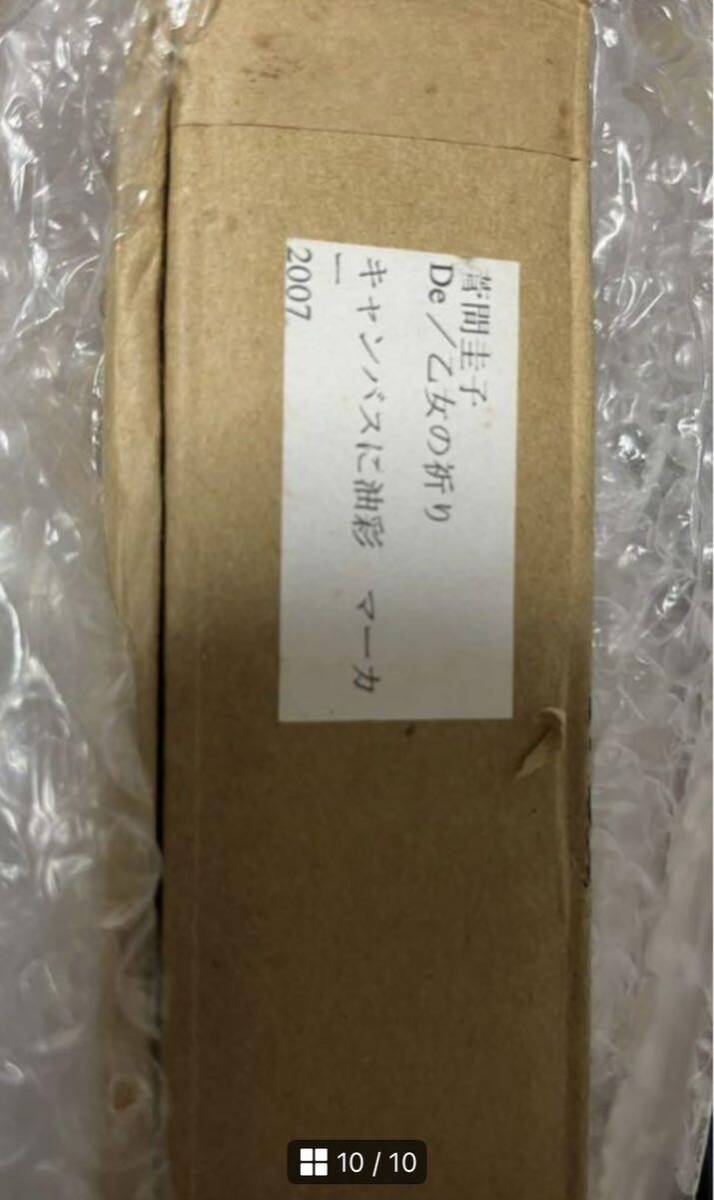 菅間圭子
De／乙女の祈り
キャンバスに油彩　マーカ
ー
2007
10 / 10